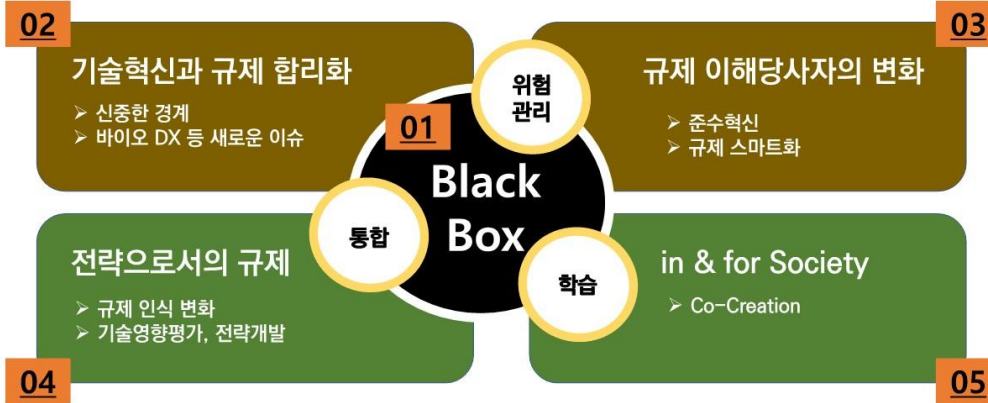 02
기술혁신과 규제 합리화
➢ 신중한 경계
➢ 바이오 DX 등 새로운 이슈
03
규제 이해당사자의 변화
➢ 준수혁신
➢ 규제 스마트화
01
Black
Box
위험
관리
통합
학습
전략으로서의 규제
➢ 규제 인식 변화
➢ 기술영향평가, 전략개발
04
in & for Society
➢ Co-Creation
05